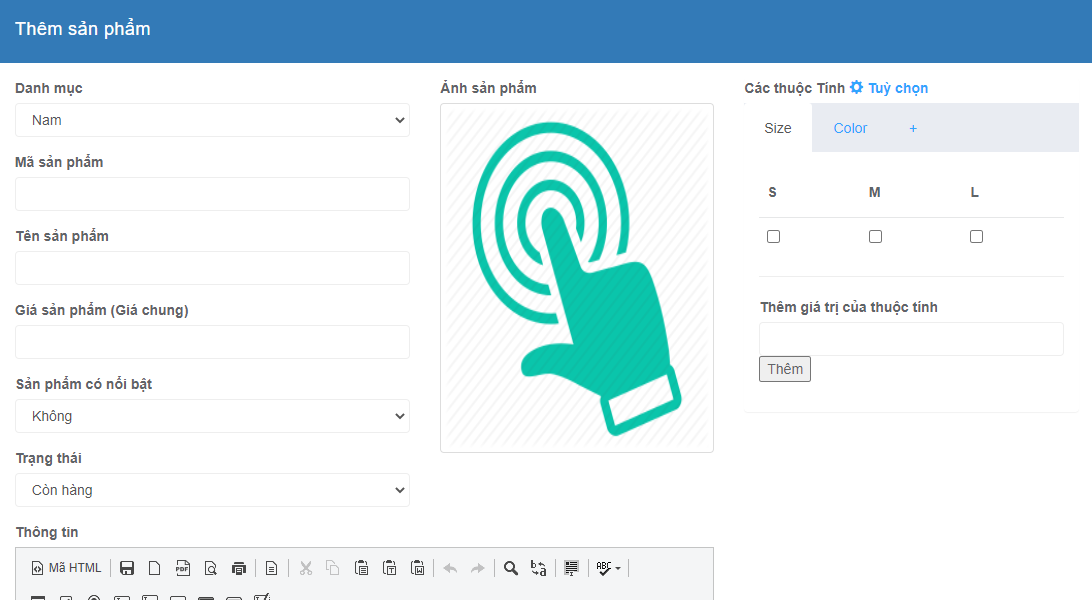 Thêm sản phẩm
Danh mục
Nam
Mã sản phẩm
Tên sản phẩm
Giá sản phẩm (Giá chung)
Sản phẩm có nổi bật
Không
Trạng thái
Còn hàng
Thông tin
Mã HTML
Ảnh sản phẩm
Các thuộc Tính Tuỳ chọn
Size Color +
S M L
Thêm giá trị của thuộc tính
Thêm